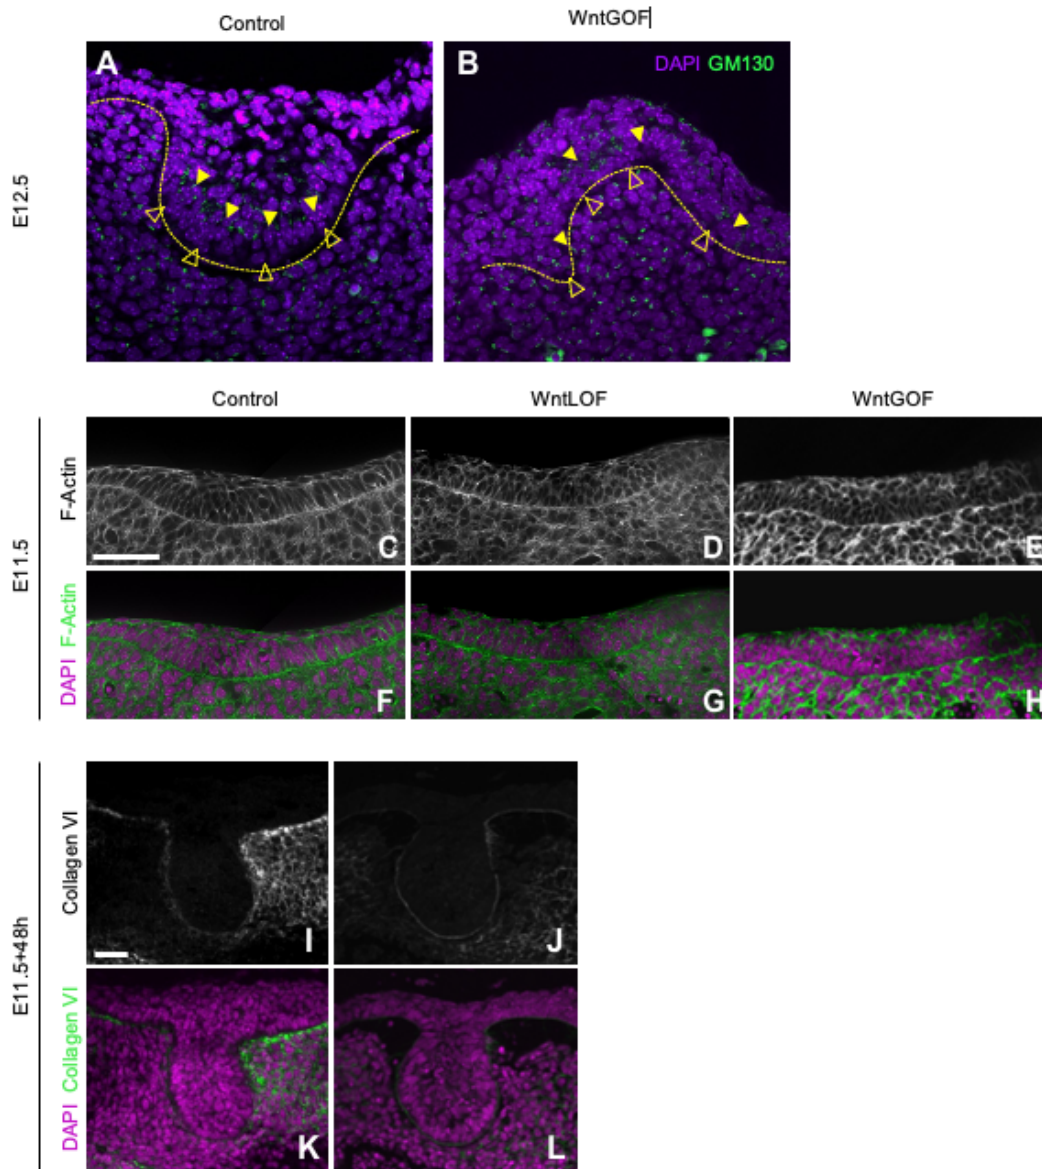 Control
WntGOF
E12.5
A
B
DAPI GM130
Control
WntLOF
WntGOF
E11.5
F-Actin
C
D
E
DAPI F-Actin
F
G
H
E11.5+48h
Collagen VI
I
J
DAPI Collagen VI
K
L